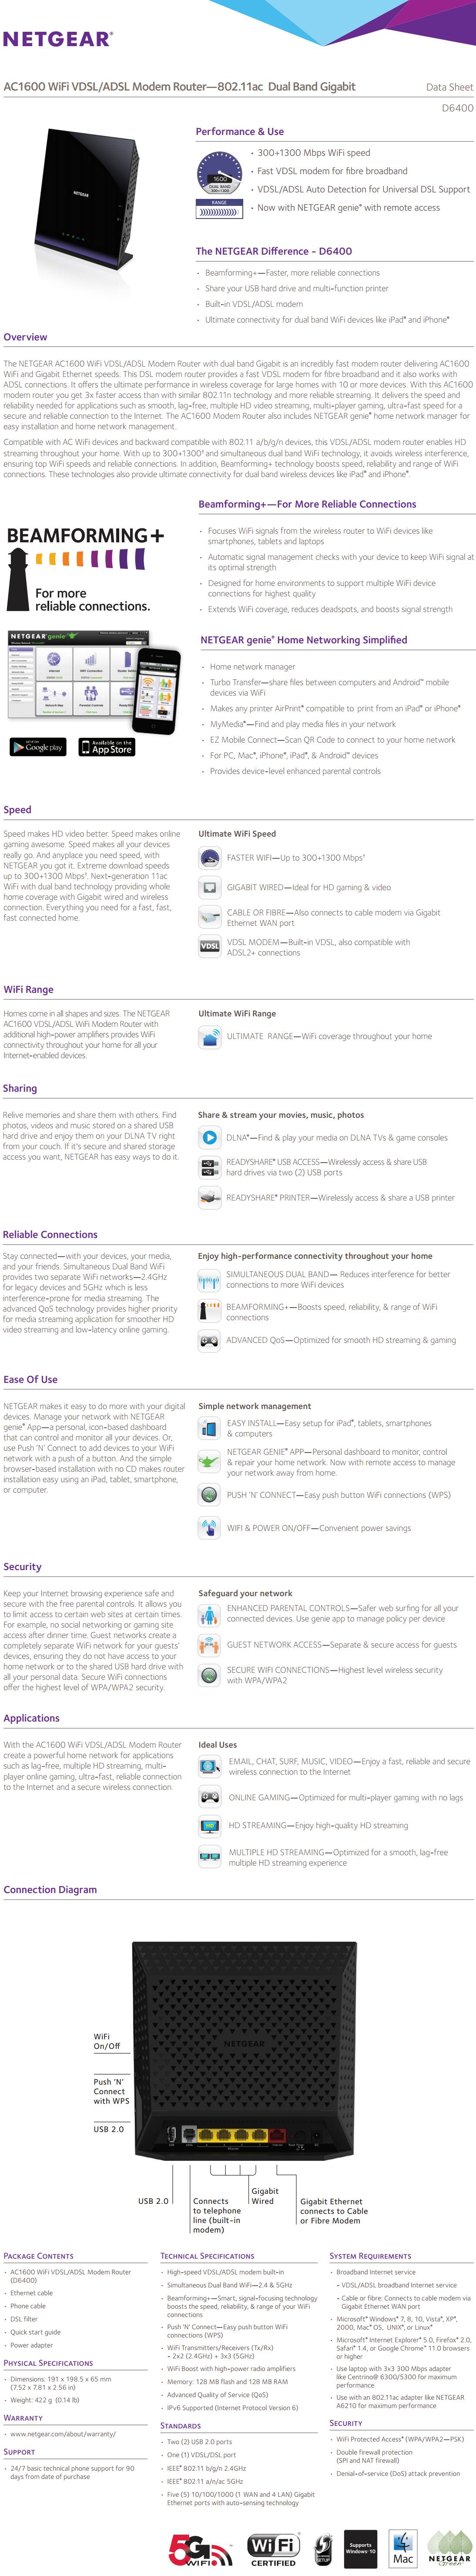 NETGEAR®
AC1600 WiFi VDSL/ADSL Modem Router—802.11ac Dual Band Gigabit
Data Sheet
D6400
Performance & Use
1600
DUAL BAND
300+1300
RANGE
• 300+1300 Mbps WiFi speed
• Fast VDSL modem for fibre broadband
• VDSL/ADSL Auto Detection for Universal DSL Support
• Now with NETGEAR genie® with remote access
The NETGEAR Difference - D6400
• Beamforming+—Faster, more reliable connections
• Share your USB hard drive and multi-function printer
• Built-in VDSL/ADSL modem
• Ultimate connectivity for dual band WiFi devices like iPad® and iPhone®
Overview
The NETGEAR AC1600 WiFi VDSL/ADSL Modem Router with dual band Gigabit is an incredibly fast modem router delivering AC1600
WiFi and Gigabit Ethernet speeds. This DSL modem router provides a fast VDSL modem for fibre broadband and it also works with
ADSL connections. It offers the ultimate performance in wireless coverage for large homes with 10 or more devices. With this AC1600
modem router you get 3x faster access than with similar 802.11n technology and more reliable streaming. It delivers the speed and
reliability needed for applications such as smooth, lag-free, multiple HD video streaming, multi-player gaming, ultra-fast speed for a
secure and reliable connection to the Internet. The AC1600 Modem Router also includes NETGEAR genie® home network manager for
easy installation and home network management.
Compatible with AC WiFi devices and backward compatible with 802.11 a/b/g/n devices, this VDSL/ADSL modem router enables HD
streaming throughout your home. With up to 300+1300† and simultaneous dual band WiFi technology, it avoids wireless interference,
ensuring top WiFi speeds and reliable connections. In addition, Beamforming+ technology boosts speed, reliability and range of WiFi
connections. These technologies also provide ultimate connectivity for dual band wireless devices like iPad® and iPhone®.
BEAMFORMING+
For more
reliable connections.
Beamforming+—For More Reliable Connections
• Focuses WiFi signals from the wireless router to WiFi devices like
smartphones, tablets and laptops
• Automatic signal management checks with your device to keep WiFi signal at
its optimal strength
• Designed for home environments to support multiple WiFi device
connections for highest quality
• Extends WiFi coverage, reduces deadspots, and boosts signal strength
NETGEAR genie
Google play
Available on the
App Store
NETGEAR genie® Home Networking Simplified
• Home network manager
• Turbo Transfer—share files between computers and Android™ mobile
devices via WiFi
• Makes any printer AirPrint® compatible to print from an iPad® or iPhone®
• MyMedia™—Find and play media files in your network
• EZ Mobile Connect—Scan QR Code to connect to your home network
• For PC, Mac®, iPhone®, iPad®, & Android™ devices
• Provides device-level enhanced parental controls
Speed
Speed makes HD video better. Speed makes online
gaming awesome. Speed makes all your devices
really go. And anyplace you need speed, with
NETGEAR you got it. Extreme download speeds
up to 300+1300 Mbps†. Next-generation 11ac
WiFi with dual band technology providing whole
home coverage with Gigabit wired and wireless
connection. Everything you need for a fast, fast,
fast connected home.
Ultimate WiFi Speed
FASTER WIFI—Up to 300+1300 Mbps†
GIGABIT WIRED—Ideal for HD gaming & video
CABLE OR FIBRE—Also connects to cable modem via Gigabit
Ethernet WAN port
VDSL
VDSL MODEM—Built-in VDSL, also compatible with
ADSL2+ connections
WiFi Range
Homes come in all shapes and sizes. The NETGEAR
AC1600 VDSL/ADSL WiFi Modem Router with
additional high-power amplifiers provides WiFi
connectivity throughout your home for all your
Internet-enabled devices.
Ultimate WiFi Range
ULTIMATE RANGE—WiFi coverage throughout your home
Sharing
Relive memories and share them with others. Find
photos, videos and music stored on a shared USB
hard drive and enjoy them on your DLNA TV right
from your couch. If it's secure and shared storage
access you want, NETGEAR has easy ways to do it.
Share & stream your movies, music, photos
DLNA®—Find & play your media on DLNA TVs & game consoles
READYSHARE® USB ACCESS—Wirelessly access & share USB
hard drives via two (2) USB ports
READYSHARE® PRINTER—Wirelessly access & share a USB printer
Reliable Connections
Stay connected—with your devices, your media,
and your friends. Simultaneous Dual Band WiFi
provides two separate WiFi networks—2.4GHz
for legacy devices and 5GHz which is less
interference-prone for media streaming. The
advanced QoS technology provides higher priority
for media streaming application for smoother HD
video streaming and low-latency online gaming.
Enjoy high-performance connectivity throughout your home
SIMULTANEOUS DUAL BAND— Reduces interference for better
connections to more WiFi devices
BEAMFORMING+—Boosts speed, reliability, & range of WiFi
connections
ADVANCED QoS—Optimized for smooth HD streaming & gaming
Ease Of Use
NETGEAR makes it easy to do more with your digital
devices. Manage your network with NETGEAR
genie® App—a personal, icon-based dashboard
that can control and monitor all your devices. Or,
use Push 'N' Connect to add devices to your WiFi
network with a push of a button. And the simple
browser-based installation with no CD makes router
installation easy using an iPad, tablet, smartphone,
or computer.
Simple network management
EASY INSTALL—Easy setup for iPad®, tablets, smartphones
& computers
NETGEAR GENIE® APP—Personal dashboard to monitor, control
& repair your home network. Now with remote access to manage
your network away from home.
PUSH 'N' CONNECT—Easy push button WiFi connections (WPS)
WIFI & POWER ON/OFF—Convenient power savings
Security
Keep your Internet browsing experience safe and
secure with the free parental controls. It allows you
to limit access to certain web sites at certain times.
For example, no social networking or gaming site
access after dinner time. Guest networks create a
completely separate WiFi network for your guests'
devices, ensuring they do not have access to your
home network or to the shared USB hard drive with
all your personal data. Secure WiFi connections
offer the highest level of WPA/WPA2 security.
Safeguard your network
ENHANCED PARENTAL CONTROLS—Safer web surfing for all your
connected devices. Use genie app to manage policy per device
GUEST NETWORK ACCESS—Separate & secure access for guests
SECURE WIFI CONNECTIONS—Highest level wireless security
with WPA/WPA2
Applications
With the AC1600 WiFi VDSL/ADSL Modem Router
create a powerful home network for applications
such as lag-free, multiple HD streaming, multi-
player online gaming, ultra-fast, reliable connection
to the Internet and a secure wireless connection.
Ideal Uses
EMAIL, CHAT, SURF, MUSIC, VIDEO—Enjoy a fast, reliable and secure
wireless connection to the Internet
ONLINE GAMING—Optimized for multi-player gaming with no lags
HD STREAMING—Enjoy high-quality HD streaming
MULTIPLE HD STREAMING—Optimized for a smooth, lag-free
multiple HD streaming experience
Connection Diagram
NETGEAR
WiFi
On/Off
Push 'N'
Connect
with WPS
USB 2.0
USB 2.0
Connects
to telephone
line (built-in
modem)
Gigabit
Wired
Gigabit Ethernet
connects to Cable
or Fibre Modem
Package Contents
• AC1600 WiFi VDSL/ADSL Modem Router
(D6400)
• Ethernet cable
• Phone cable
• DSL filter
• Quick start guide
• Power adapter
Physical Specifications
• Dimensions: 191 x 198.5 x 65 mm
(7.52 x 7.81 x 2.56 in)
• Weight: 422 g (0.14 lb)
Warranty
• www.netgear.com/about/warranty/
Support
• 24/7 basic technical phone support for 90
days from date of purchase
Technical Specifications
• High-speed VDSL/ADSL modem built-in
• Simultaneous Dual Band WiFi—2.4 & 5GHz
• Beamforming+—Smart, signal-focusing technology
boosts the speed, reliability, & range of your WiFi
connections
• Push 'N' Connect—Easy push button WiFi
connections (WPS)
• WiFi Transmitters/Receivers (Tx/Rx)
- 2x2 (2.4GHz) + 3x3 (5GHz)
• WiFi Boost with high-power radio amplifiers
• Memory: 128 MB flash and 128 MB RAM
• Advanced Quality of Service (QoS)
• IPv6 Supported (Internet Protocol Version 6)
Standards
• Two (2) USB 2.0 ports
• One (1) VDSL/DSL port
• IEEE® 802.11 b/g/n 2.4GHz
• IEEE® 802.11 a/n/ac 5GHz
• Five (5) 10/100/1000 (1 WAN and 4 LAN) Gigabit
Ethernet ports with auto-sensing technology
System Requirements
• Broadband Internet service
- VDSL/ADSL broadband Internet service
- Cable or fibre: Connects to cable modem via
Gigabit Ethernet WAN port
• Microsoft® Windows® 7, 8, 10, Vista®, XP®,
2000, Mac® OS, UNIX®, or Linux®
• Microsoft® Internet Explorer® 5.0, Firefox® 2.0,
Safari® 1.4, or Google Chrome™ 11.0 browsers
or higher
• Use laptop with 3x3 300 Mbps adapter
like Centrino® 6300/5300 for maximum
performance
• Use with an 802.11ac adapter like NETGEAR
A6210 for maximum performance
Security
• WiFi Protected Access® (WPA/WPA2—PSK)
• Double firewall protection
(SPI and NAT firewall)
• Denial-of-service (DoS) attack prevention
5G WiFi™
Wi Fi CERTIFIED
SETUP
Supports
Windows 10
Mac
NETGEAR
Green